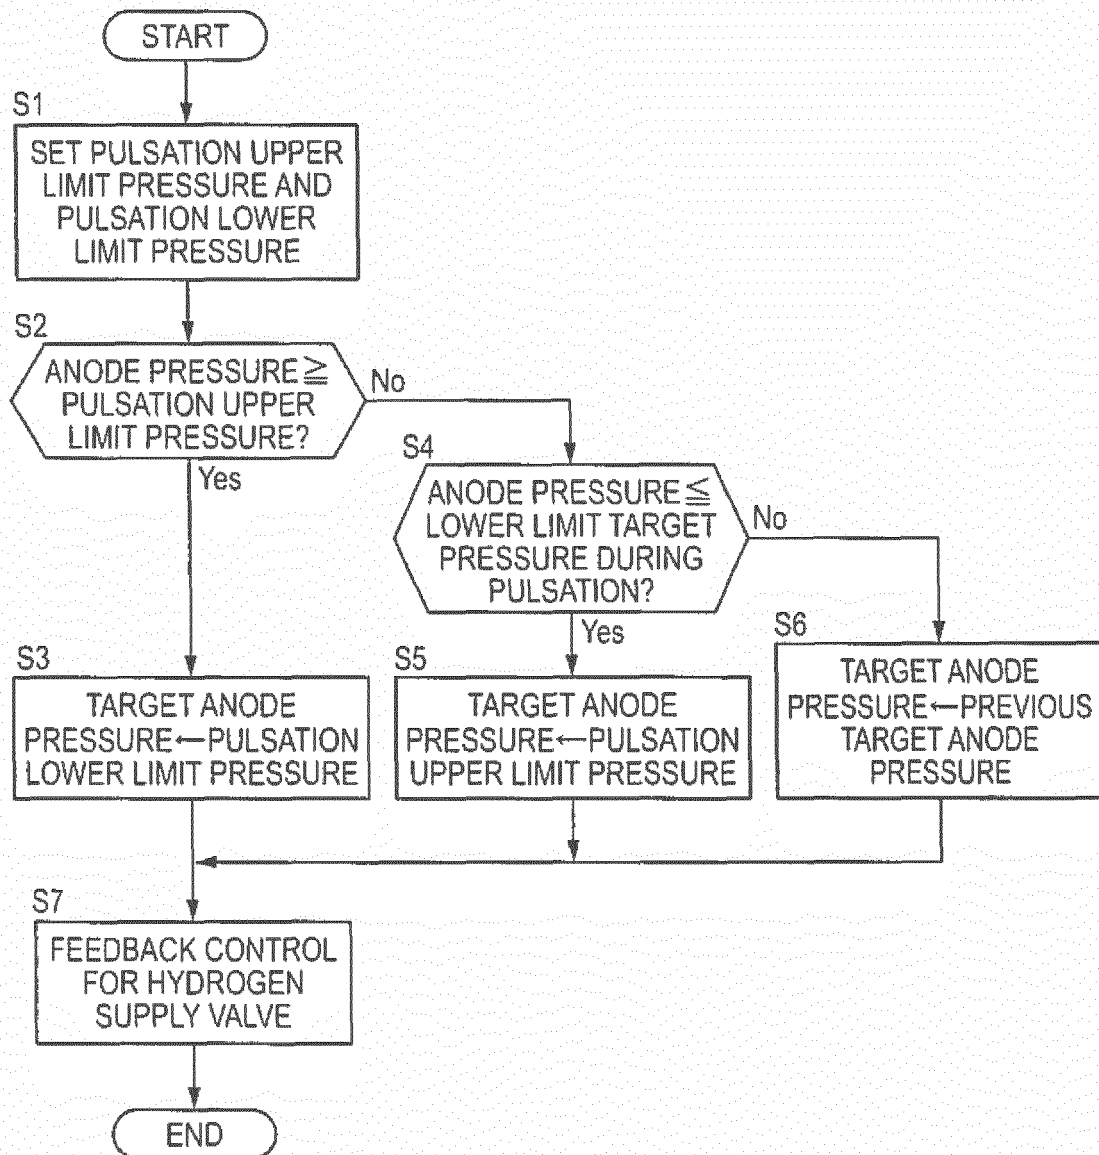 START
S1
SET PULSATION UPPER
LIMIT PRESSURE AND
PULSATION LOWER
LIMIT PRESSURE
S2
ANODE PRESSURE≧
PULSATION UPPER
LIMIT PRESSURE?
No
Yes
S4
ANODE PRESSURE≦
LOWER LIMIT TARGET
PRESSURE DURING
PULSATION?
No
Yes
S3
TARGET ANODE
PRESSURE←PULSATION
LOWER LIMIT PRESSURE
S5
TARGET ANODE
PRESSURE←PULSATION
UPPER LIMIT PRESSURE
S6
TARGET ANODE
PRESSURE←PREVIOUS
TARGET ANODE
PRESSURE
S7
FEEDBACK CONTROL
FOR HYDROGEN
SUPPLY VALVE
END